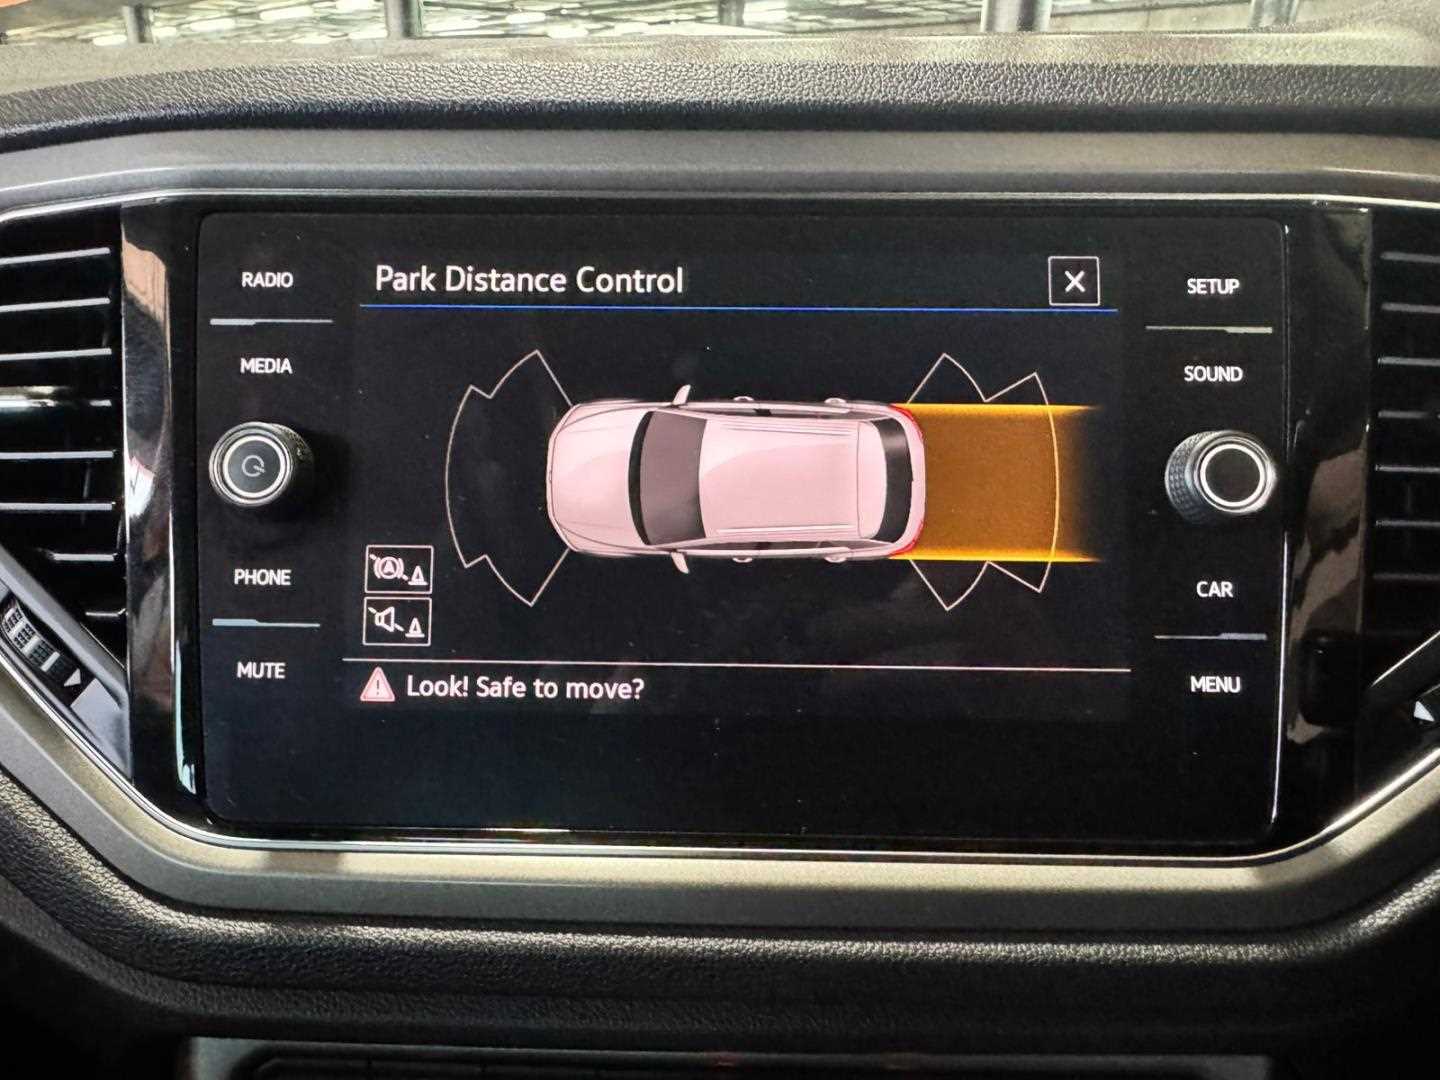 RADIO
MEDIA
PHONE
MUTE
Park Distance Control
Look! Safe to move?
SETUP
SOUND
CAR
MENU